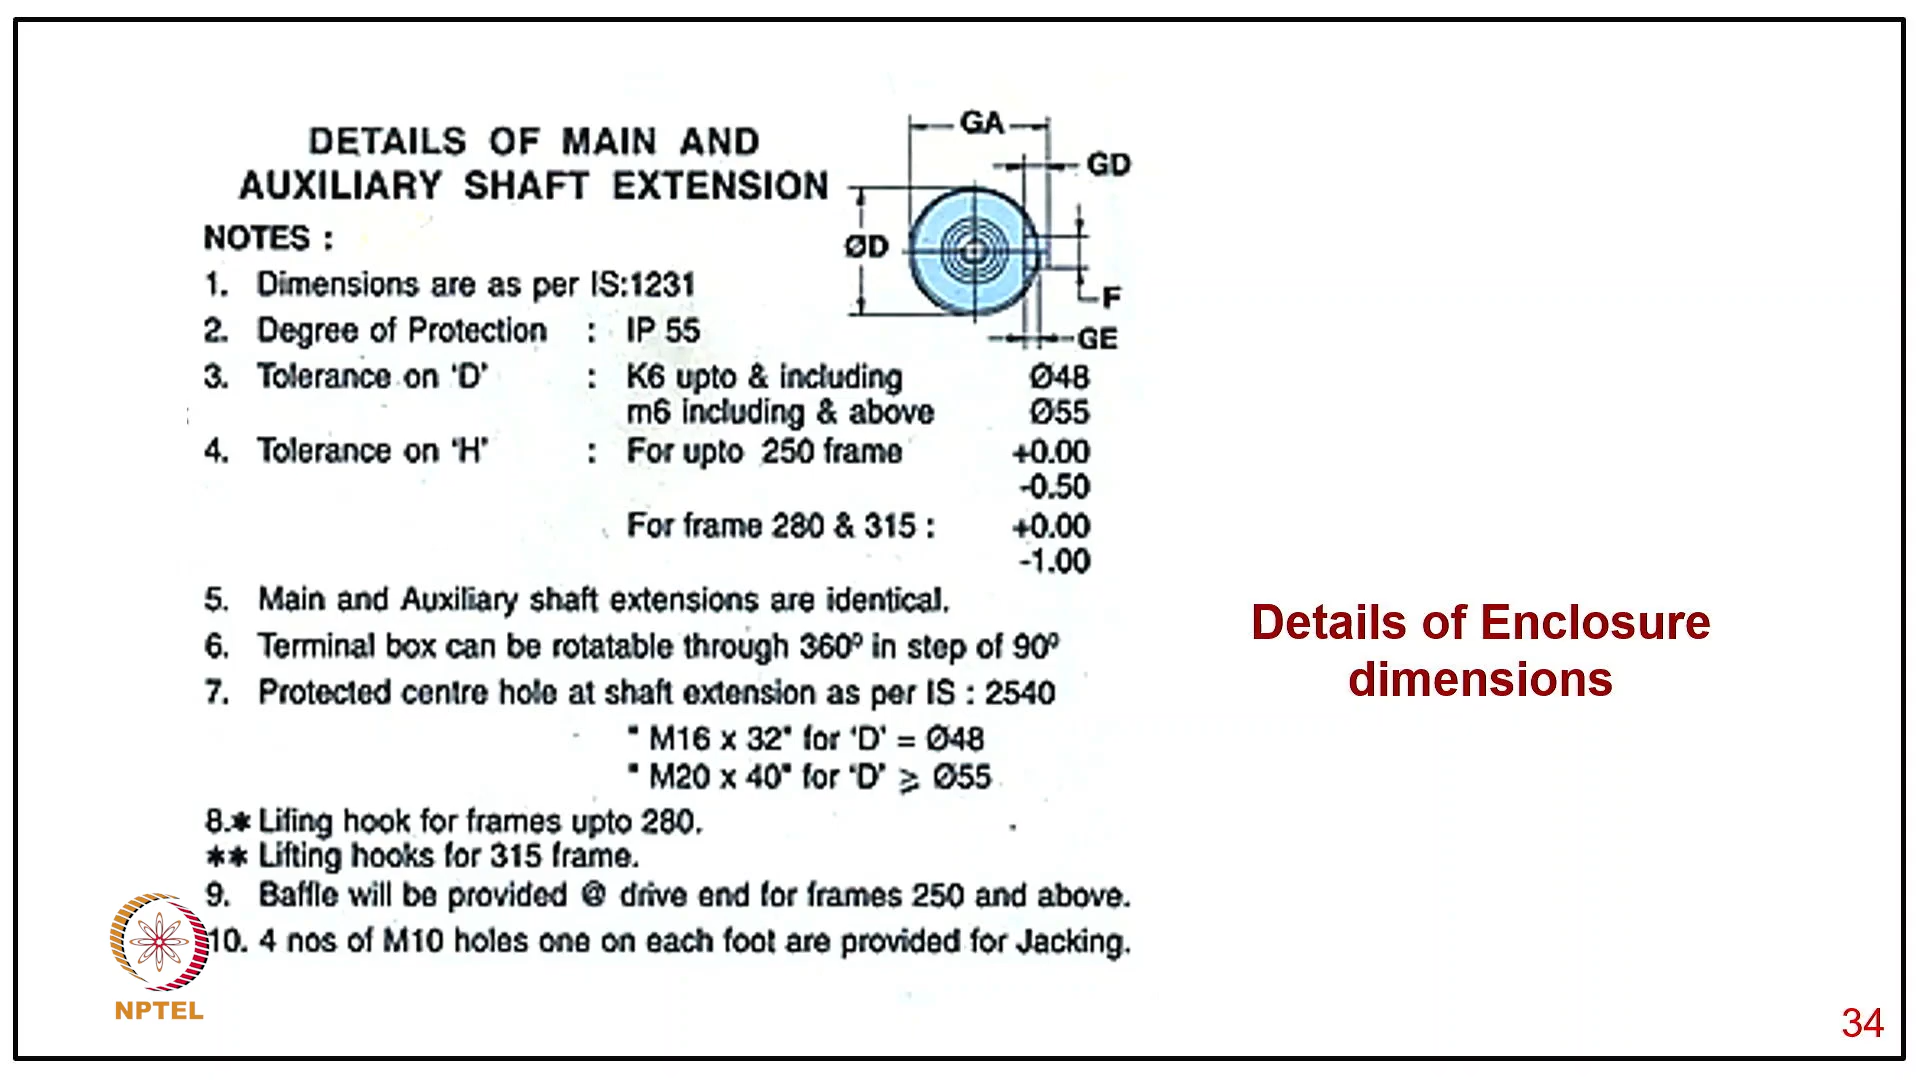 DETAILS OF MAIN AND
AUXILIARY SHAFT EXTENSION
GA
GD
ØD
F
GE
NOTES :
1. Dimensions are as per IS:1231
2. Degree of Protection : IP 55
3. Tolerance on ‘D’ : K6 upto & including Ø48
m6 including & above Ø55
4. Tolerance on ‘H’ : For upto 250 frame +0.00
-0.50
For frame 280 & 315 : +0.00
-1.00
5. Main and Auxiliary shaft extensions are identical.
6. Terminal box can be rotatable through 360⁰ in step of 90⁰
7. Protected centre hole at shaft extension as per IS : 2540
" M16 x 32" for ‘D’ = Ø48
" M20 x 40" for ‘D’ ⩾ Ø55
8.* Lifing hook for frames upto 280.
** Lifting hooks for 315 frame.
9. Baffle will be provided @ drive end for frames 250 and above.
10. 4 nos of M10 holes one on each foot are provided for Jacking.
Details of Enclosure
dimensions
NPTEL
34